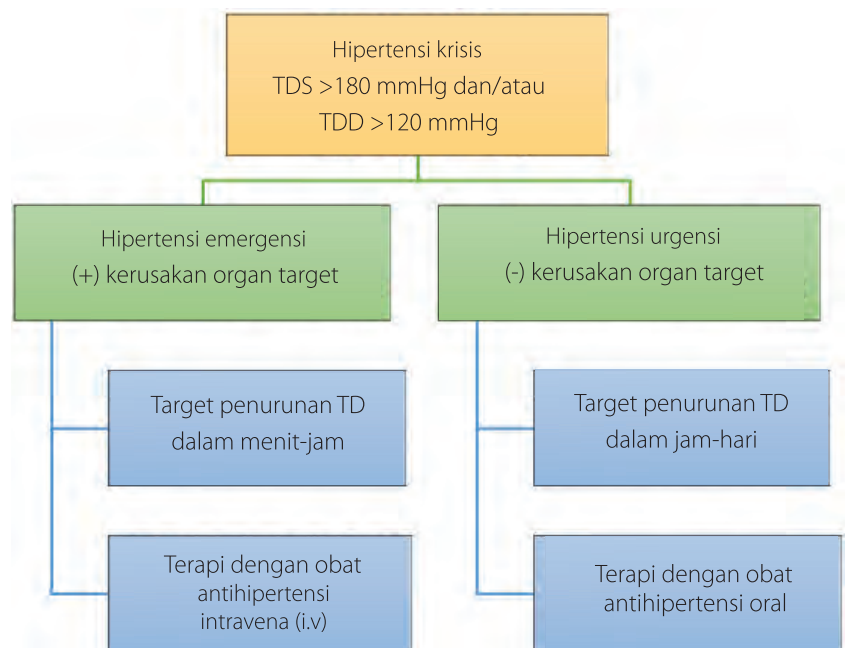 Hipertensi krisis
TDS >180 mmHg dan/atau
TDD >120 mmHg
Hipertensi emergensi
(+) kerusakan organ target
Hipertensi urgensi
(-) kerusakan organ target
Target penurunan TD
dalam menit-jam
Target penurunan TD
dalam jam-hari
Terapi dengan obat
antihipertensi
intravena (i.v)
Terapi dengan obat
antihipertensi oral